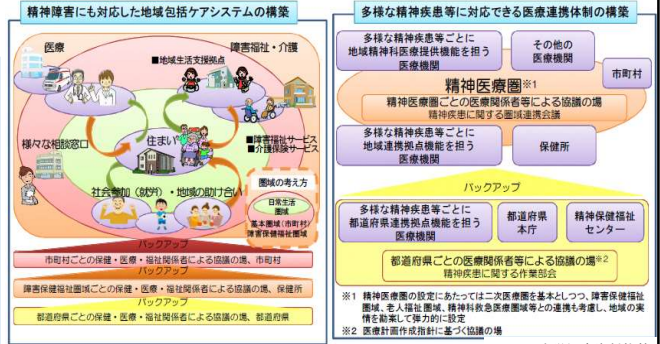 精神障害にも対応した地域包括ケアシステムの構築
医療
障害福祉・介護
■地域生活支援拠点
様々な相談窓口
住まい
■障害福祉サービス
■介護保険サービス
社会参加(就労)・地域の助け合い
圏域の考え方
日常生活
圏域
基本圏域(市町村)
障害保健福祉圏域
バックアップ
市町村ごとの保健・医療・福祉関係者による協議の場、市町村
バックアップ
障害保健福祉圏域ごとの保健・医療・福祉関係者による協議の場、保健所
バックアップ
都道府県ごとの保健・医療・福祉関係者による協議の場、都道府県
多様な精神疾患等に対応できる医療連携体制の構築
多様な精神疾患等ごとに
地域精神科医療提供機能を担う
医療機関
その他の
医療機関
市町村
精神医療圏※1
精神医療圏ごとの医療関係者等による協議の場
精神疾患に関する圏域連携会議
多様な精神疾患等ごとに
地域連携拠点機能を担う
医療機関
保健所
バックアップ
多様な精神疾患等ごとに
都道府県連携拠点機能を担う
医療機関
都道府県
本庁
精神保健福祉
センター
都道府県ごとの医療関係者等による協議の場※2
精神疾患に関する作業部会
※1 精神医療圏の設定にあたっては二次医療圏を基本としつつ、障害保健福祉
圏域、老人福祉圏域、精神科救急医療圏域等との連携も考慮し、地域の実
情を勘案して弾力的に設定
※2 医療計画作成指針に基づく協議の場